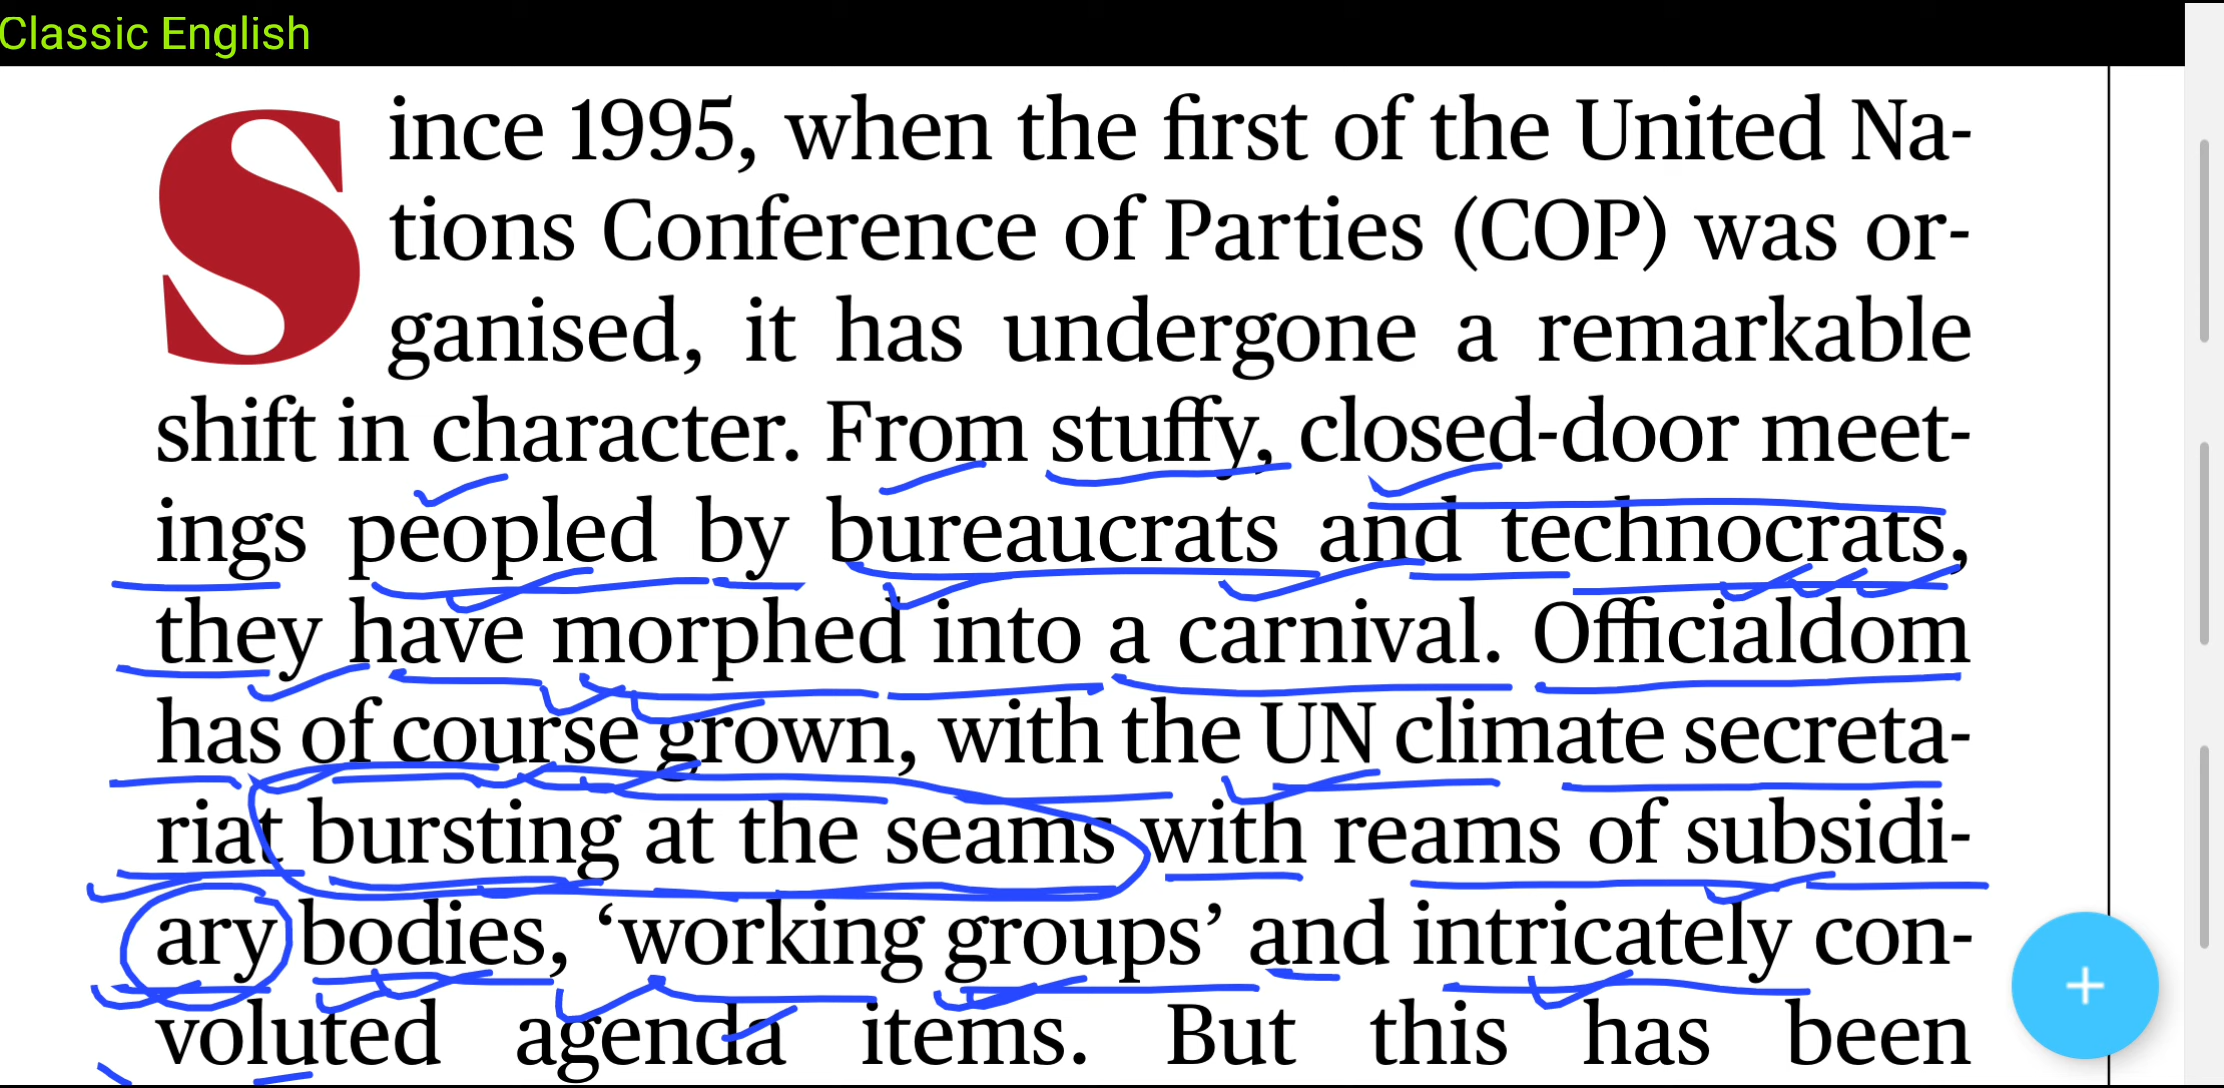 Classic English
Since 1995, when the first of the United Na-
tions Conference of Parties (COP) was or-
ganised, it has undergone a remarkable
shift in character. From stuffy, closed-door meet-
ings peopled by bureaucrats and technocrats,
they have morphed into a carnival. Officialdom
has of course grown, with the UN climate secreta-
riat bursting at the seams with reams of subsidi-
ary bodies, ‘working groups’ and intricately con-
voluted agenda items. But this has been